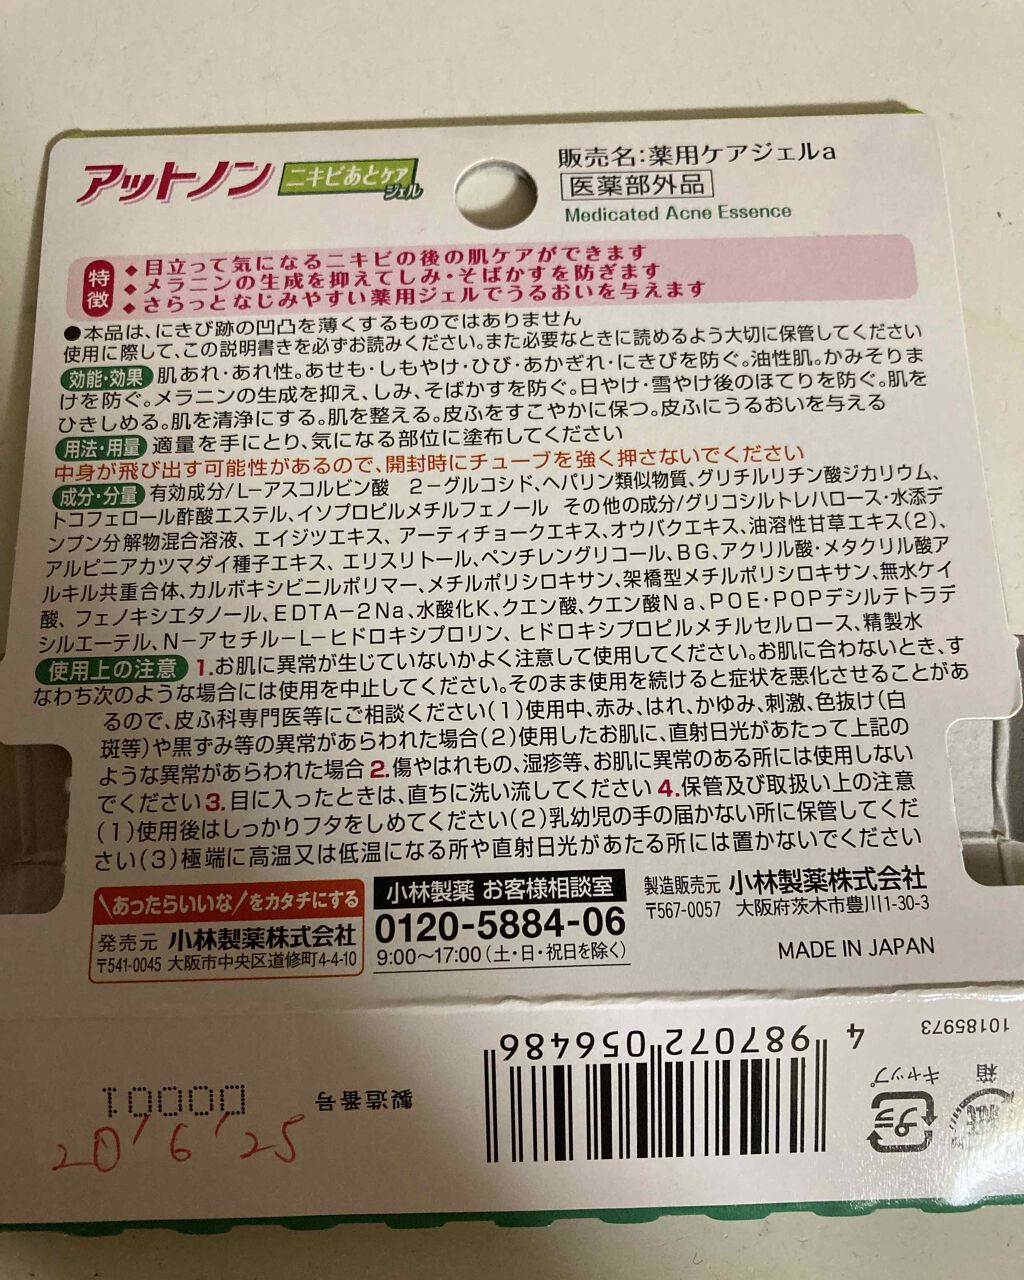 アットノン ニキビあとケア ジェル
販売名:薬用ケアジェルa
医薬部外品
Medicated Acne Essence
特徴
◆目立って気になるニキビの後の肌ケアができます
◆メラニンの生成を抑えてしみ・そばかすを防ぎます
◆さらっとなじみやすい薬用ジェルでうるおいを与えます
●本品は、にきび跡の凹凸を薄くするものではありません
使用に際して、この説明書きを必ずお読みください。また必要なときに読めるよう大切に保管してください
効能・効果 肌あれ・あれ性。あせも・しもやけ・ひび・あかぎれ・にきびを防ぐ。油性肌。かみそりま
けを防ぐ。メラニンの生成を抑え、しみ、そばかすを防ぐ。日やけ・雪やけ後のほてりを防ぐ。肌を
ひきしめる。肌を清浄にする。肌を整える。皮ふをすこやかに保つ。皮ふにうるおいを与える
用法・用量 適量を手にとり、気になる部位に塗布してください
中身が飛び出す可能性があるので、開封時にチューブを強く押さないでください
成分・分量 有効成分/L−アスコルビン酸 2−グルコシド、ヘパリン類似物質、グリチルリチン酸ジカリウム、
トコフェロール酢酸エステル、イソプロピルメチルフェノール その他の成分/グリコシルトレハロース・水添デ
ンプン分解物混合溶液、エイジツエキス、アーティチョークエキス、オウバクエキス、油溶性甘草エキス(2)、
アルピニアカツマダイ種子エキス、エリスリトール、ペンチレングリコール、BG、アクリル酸・メタクリル酸ア
ルキル共重合体、カルボキシビニルポリマー、メチルポリシロキサン、架橋型メチルポリシロキサン、無水ケイ
酸、フェノキシエタノール、EDTA−2Na、水酸化K、クエン酸、クエン酸Na、POE・POPデシルテトラデ
シルエーテル、N−アセチル−L−ヒドロキシプロリン、ヒドロキシプロピルメチルセルロース、精製水
使用上の注意 1.お肌に異常が生じていないかよく注意して使用してください。お肌に合わないとき、す
なわち次のような場合には使用を中止してください。そのまま使用を続けると症状を悪化させることがあ
るので、皮ふ科専門医等にご相談ください(1)使用中、赤み、はれ、かゆみ、刺激、色抜け(白
斑等)や黒ずみ等の異常があらわれた場合(2)使用したお肌に、直射日光があたって上記の
ような異常があらわれた場合 2.傷やはれもの、湿疹等、お肌に異常のある所には使用しない
でください 3.目に入ったときは、直ちに洗い流してください 4.保管及び取扱い上の注意
(1)使用後はしっかりフタをしめてください(2)乳幼児の手の届かない所に保管してくだ
さい(3)極端に高温又は低温になる所や直射日光があたる所には置かないでください
\あったらいいな/をカタチにする
発売元 小林製薬株式会社
〒541-0045 大阪市中央区道修町4-4-10
小林製薬 お客様相談室
0120-5884-06
9:00〜17:00(土・日・祝日を除く)
製造販売元 小林製薬株式会社
〒567-0057 大阪府茨木市豊川1-30-3
MADE IN JAPAN
10185973
4 987072 056486
箱
キャップ
紙
プラ
製造番号 D0001
20'6'25